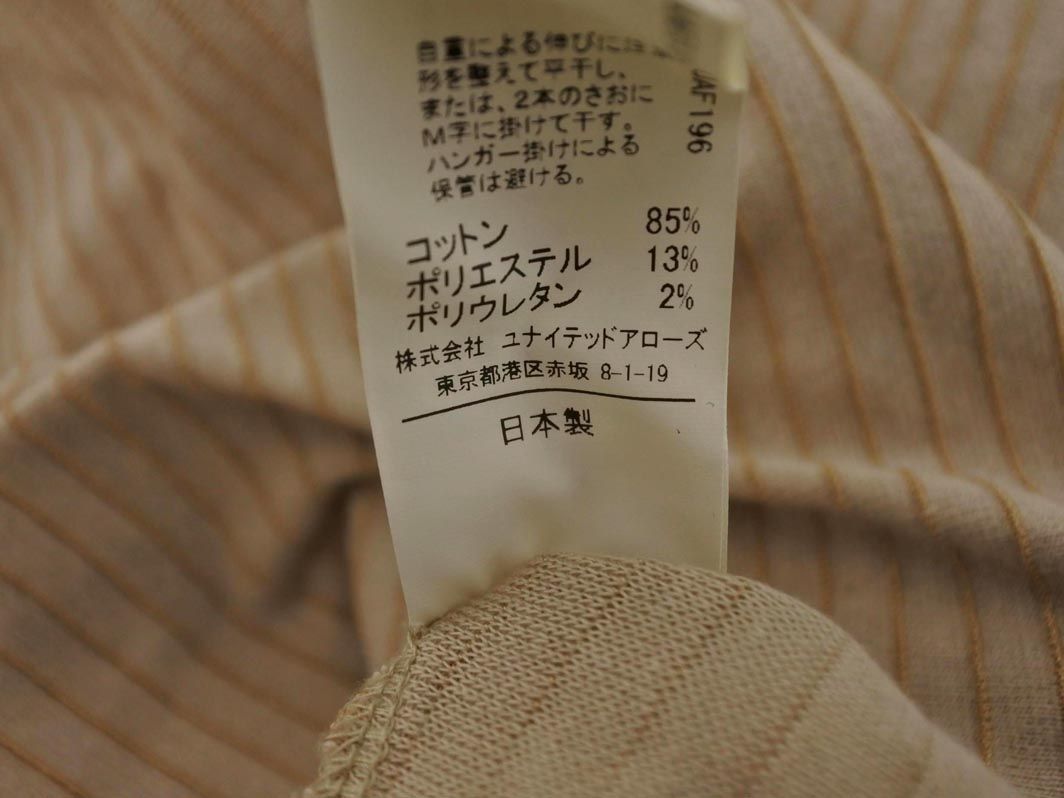 自重による伸びに注意
形を整えて平干し、
または、2本のさおに
M字に掛けて干す。
ハンガー掛けによる
保管は避ける。
コットン 85%
ポリエステル 13%
ポリウレタン 2%
株式会社 ユナイテッドアローズ
東京都港区赤坂 8-1-19
日本製
AF196